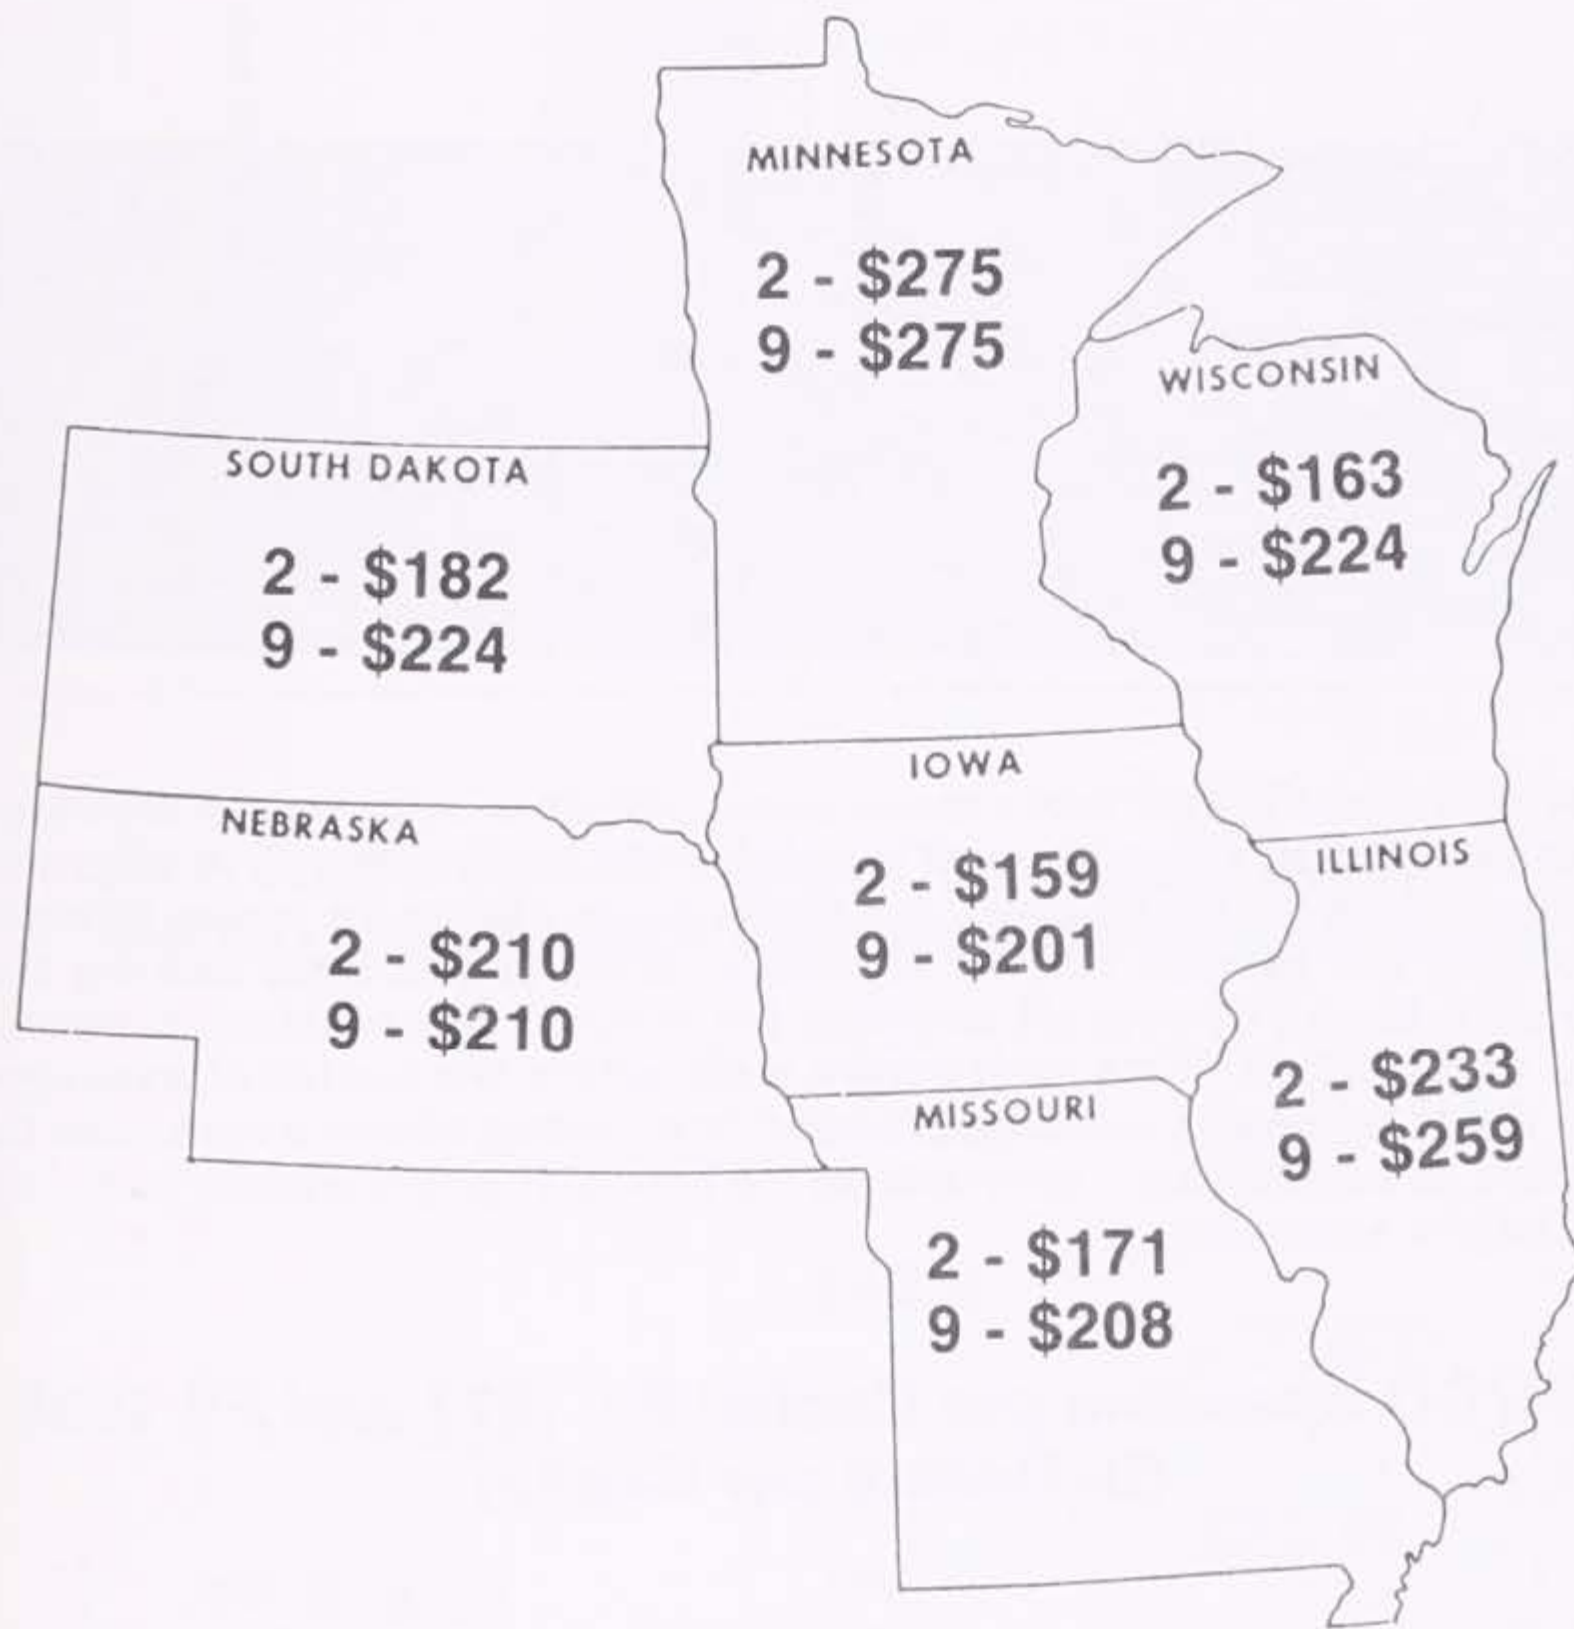 MINNESOTA
2 - $275
9 - $275
WISCONSIN
2 - $163
9 - $224
SOUTH DAKOTA
2 - $182
9 - $224
IOWA
2 - $159
9 - $201
NEBRASKA
2 - $210
9 - $210
ILLINOIS
2 - $233
9 - $259
MISSOURI
2 - $171
9 - $208